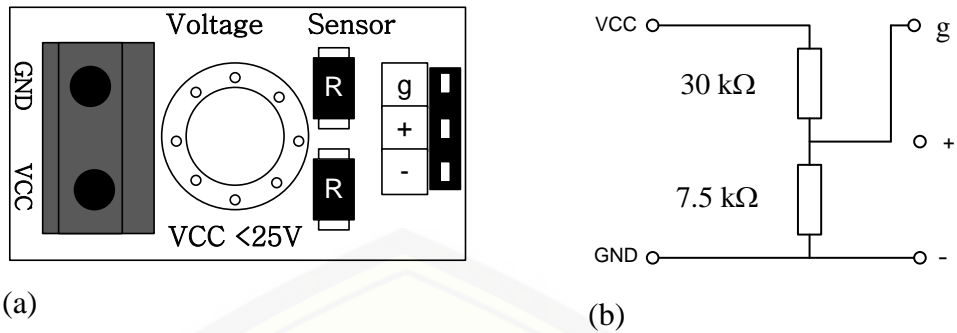 Voltage Sensor
GND
VCC
R
R
g
+
-
VCC <25V
(a)
VCC
g
30 kΩ
+
7.5 kΩ
GND
-
(b)